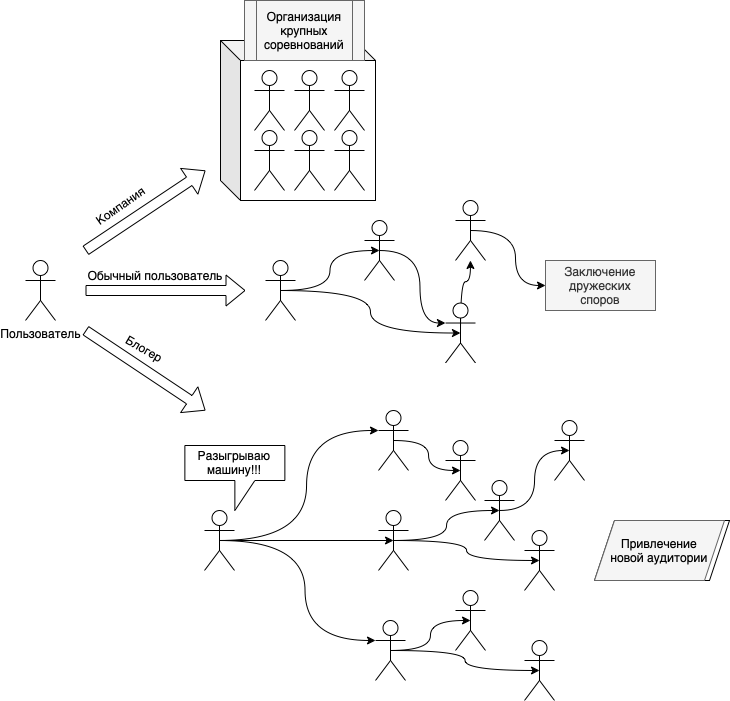 Организация
крупных
соревнований
Компания
Обычный пользователь
Заключение
дружеских
споров
Пользователь
Блогер
Разыгрываю
машину!!!
Привлечение
новой аудитории